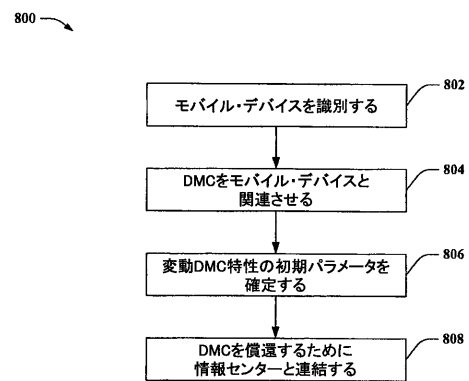 800
802
モバイル・デバイスを識別する
804
DMCをモバイル・デバイスと
関連させる
806
変動DMC特性の初期パラメータを
確定する
808
DMCを償還するために
情報センターと連結する